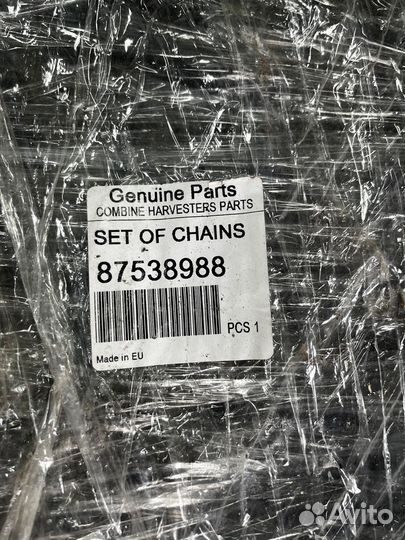 Genuine Parts
COMBINE HARVESTERS PARTS
SET OF CHAINS
87538988
PCS 1
Made in EU
Avito